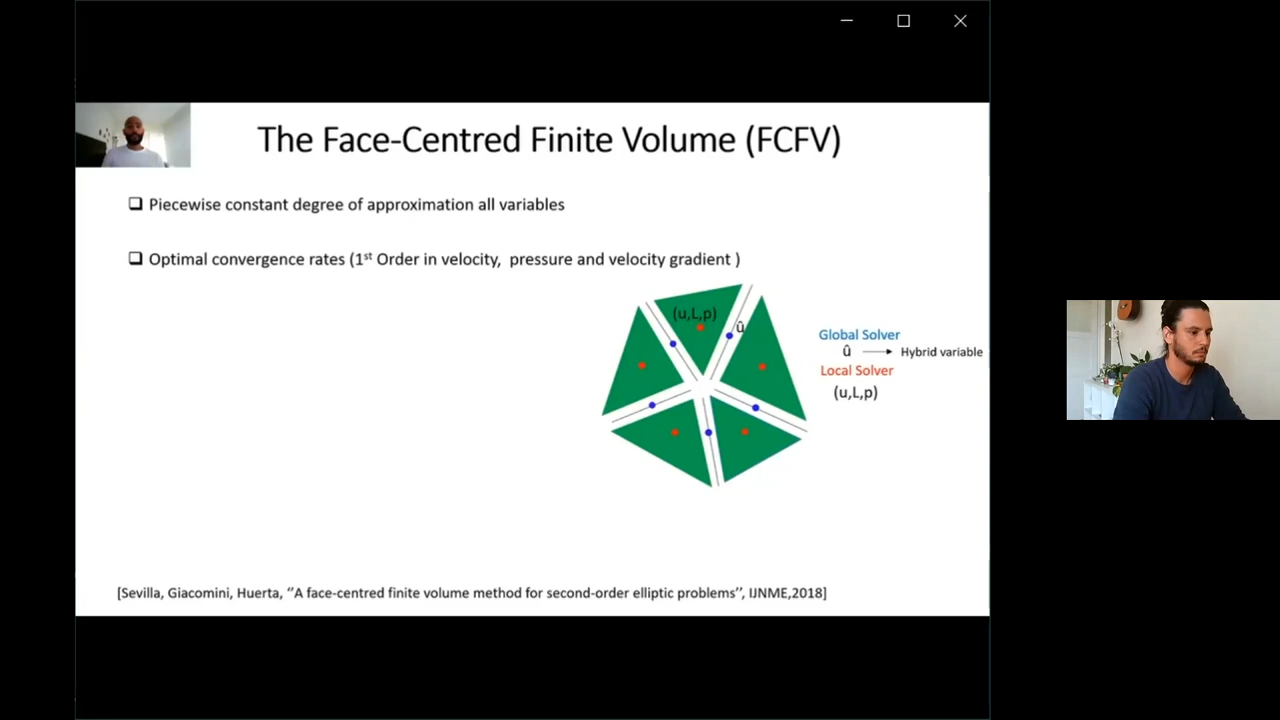 The Face-Centred Finite Volume (FCFV)
❑ Piecewise constant degree of approximation all variables
❑ Optimal convergence rates (1st Order in velocity, pressure and velocity gradient )
(u,L,p)
û
Global Solver
û → Hybrid variable
Local Solver
(u,L,p)
[Sevilla, Giacomini, Huerta, ‘’A face-centred finite volume method for second-order elliptic problems’’, IJNME,2018]